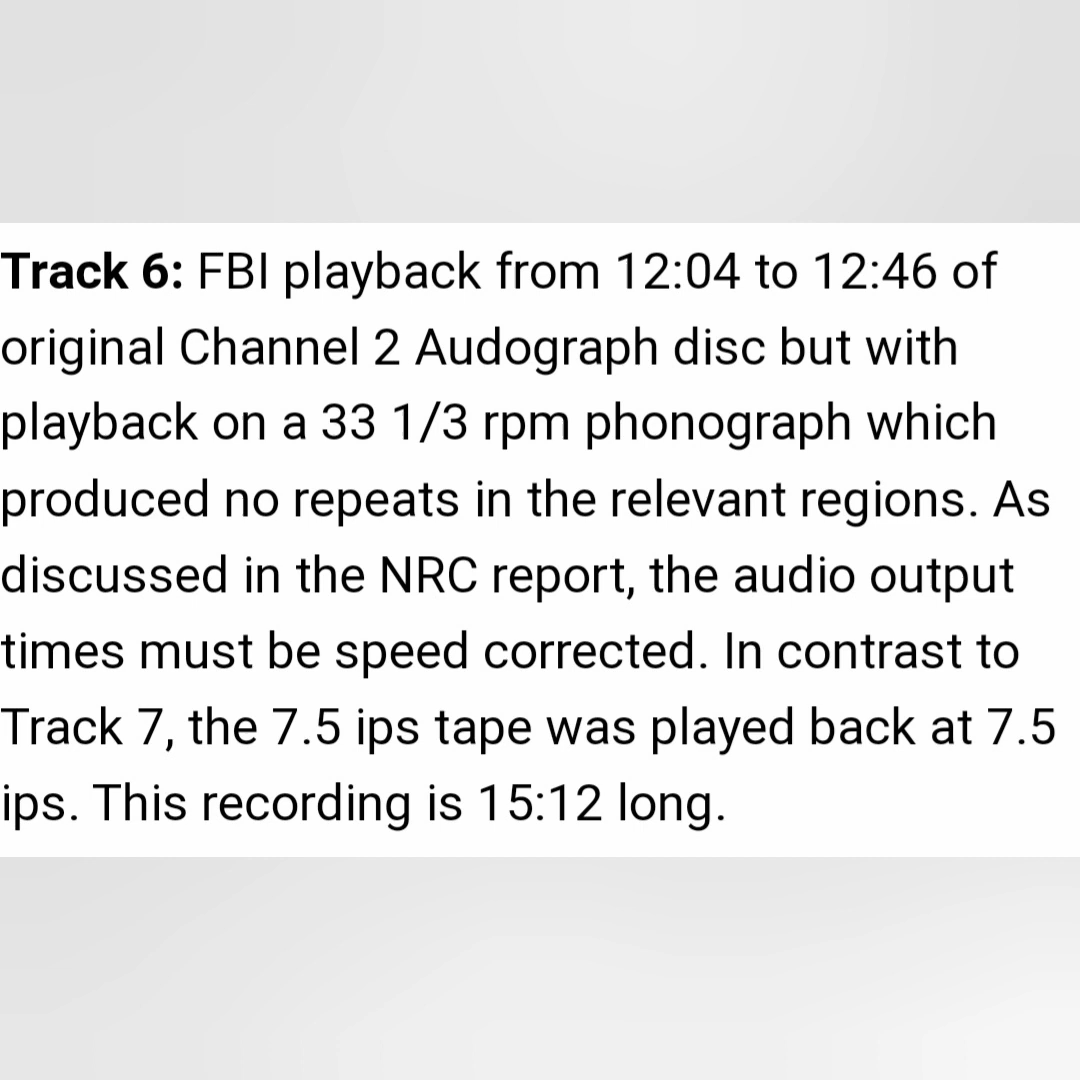 Track 6: FBI playback from 12:04 to 12:46 of
original Channel 2 Audograph disc but with
playback on a 33 1/3 rpm phonograph which
produced no repeats in the relevant regions. As
discussed in the NRC report, the audio output
times must be speed corrected. In contrast to
Track 7, the 7.5 ips tape was played back at 7.5
ips. This recording is 15:12 long.